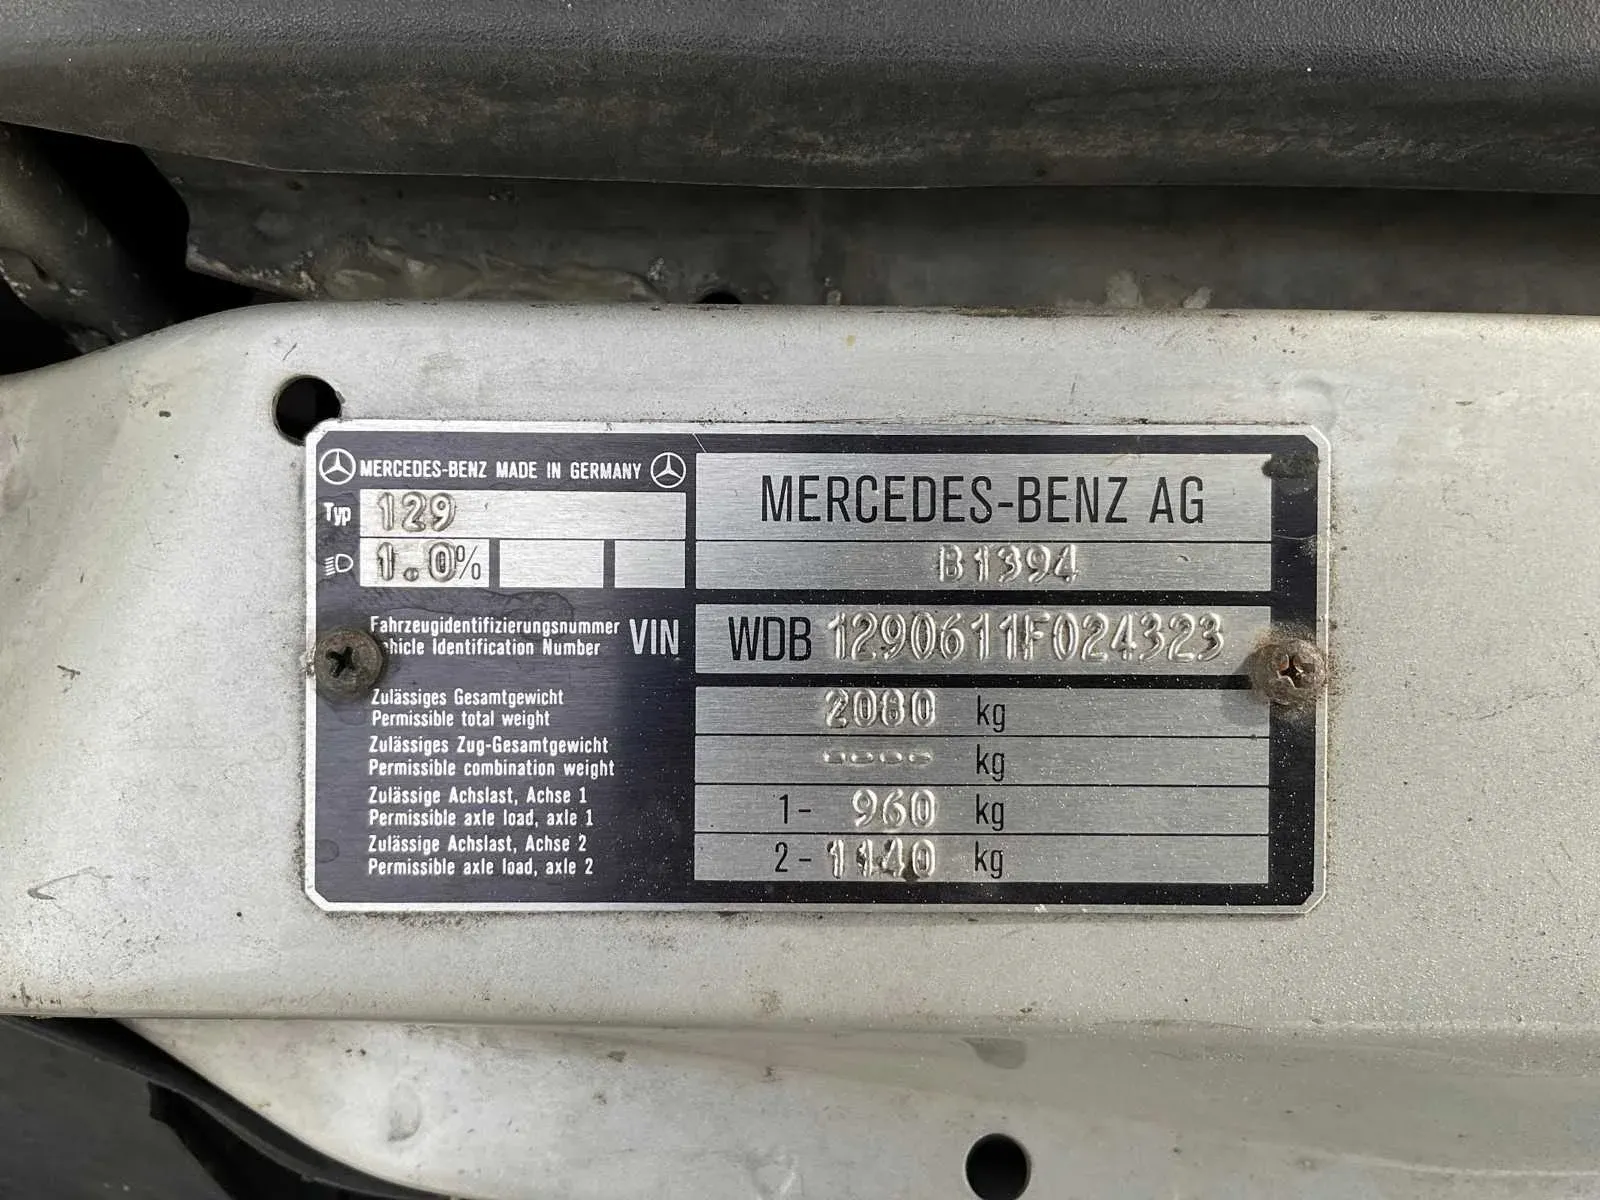 MERCEDES-BENZ MADE IN GERMANY
Typ 129
1.0%
MERCEDES-BENZ AG
B1394
Fahrzeugidentifizierungsnummer
Vehicle Identification Number
VIN
WDB 1290611F024323
Zulässiges Gesamtgewicht
Permissible total weight
2080 kg
Zulässiges Zug-Gesamtgewicht
Permissible combination weight
---- kg
Zulässige Achslast, Achse 1
Permissible axle load, axle 1
1- 960 kg
Zulässige Achslast, Achse 2
Permissible axle load, axle 2
2- 1140 kg